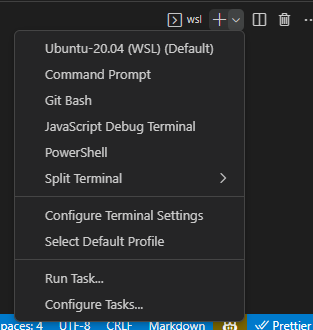 wsl
Ubuntu-20.04 (WSL) (Default)
Command Prompt
Git Bash
JavaScript Debug Terminal
PowerShell
Split Terminal
Configure Terminal Settings
Select Default Profile
Run Task...
Configure Tasks...
paces: 4 UTF-8 CRLF Markdown Prettier